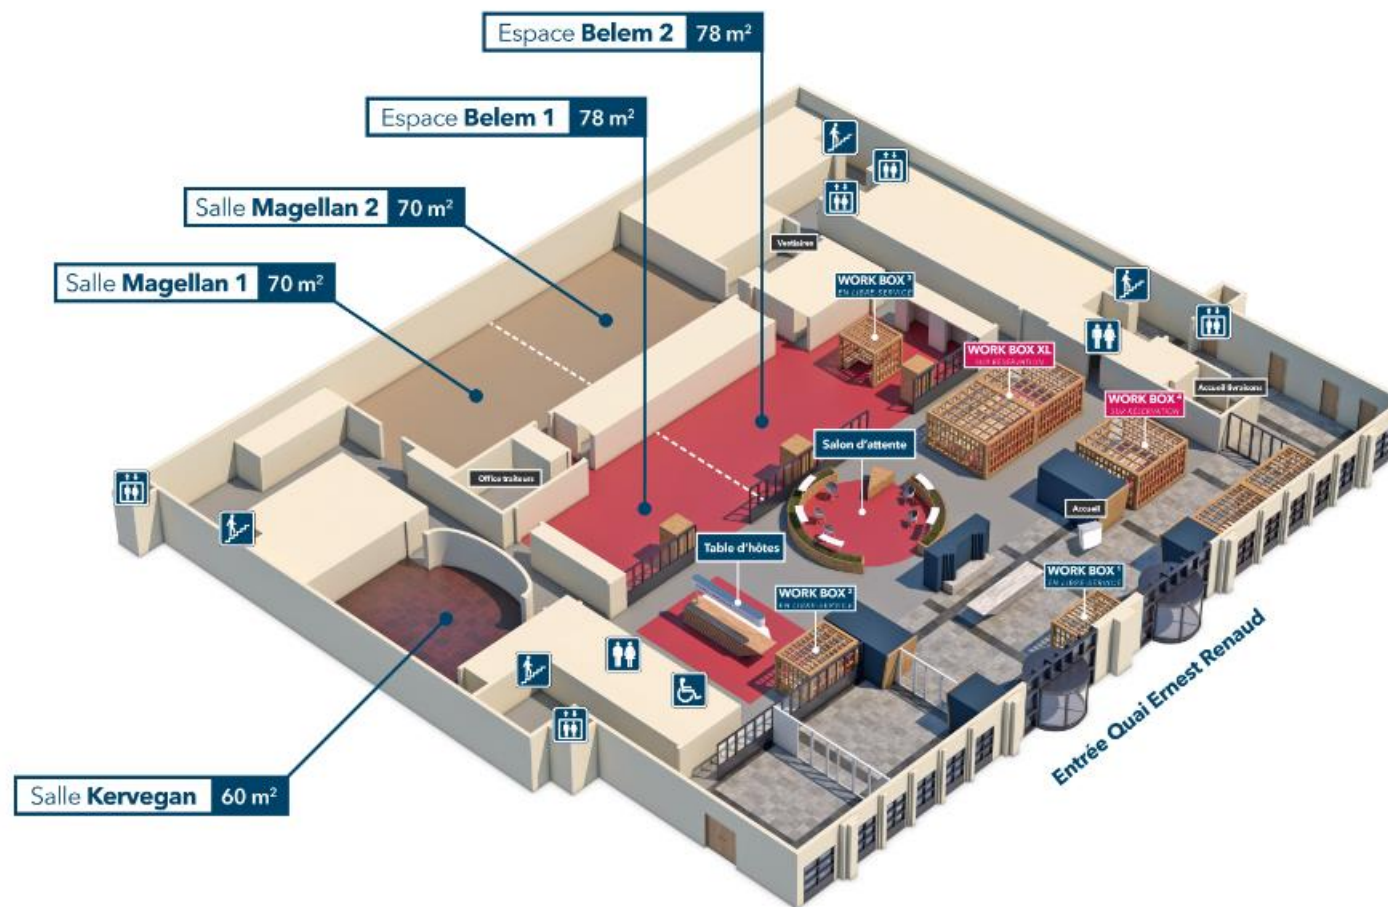 Espace Belem 2 78 m²
Espace Belem 1 78 m²
Salle Magellan 2 70 m²
Salle Magellan 1 70 m²
Vestiaires
WORK BOX 3
EN LIBRE-SERVICE
WORK BOX XL
SUR RÉSERVATION
Accueil livraisons
WORK BOX 4
SUR RÉSERVATION
Salon d'attente
Office traiteurs
Accueil
Table d'hôtes
WORK BOX 1
EN LIBRE-SERVICE
WORK BOX 2
EN LIBRE-SERVICE
Entrée Quai Ernest Renaud
Salle Kervegan 60 m²